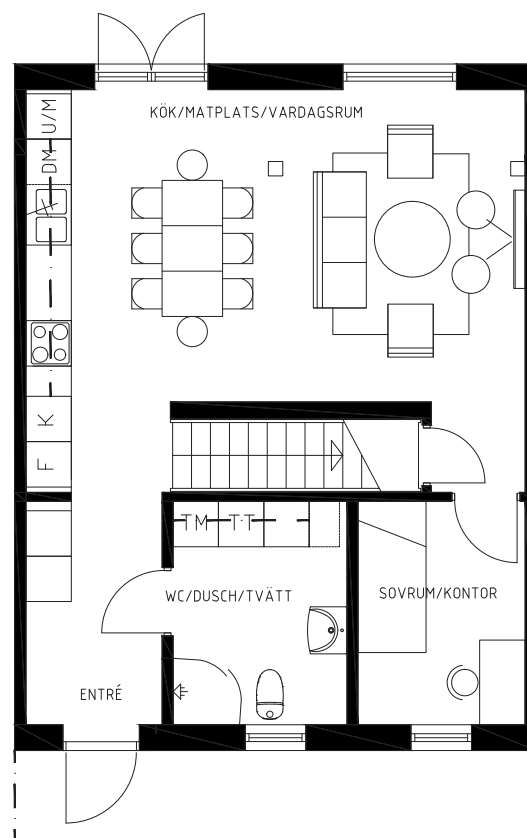 KÖK/MATPLATS/VARDAGSRUM
U/M
DM
K
F
TM TT
WC/DUSCH/TVÄTT
SOVRUM/KONTOR
ENTRÉ